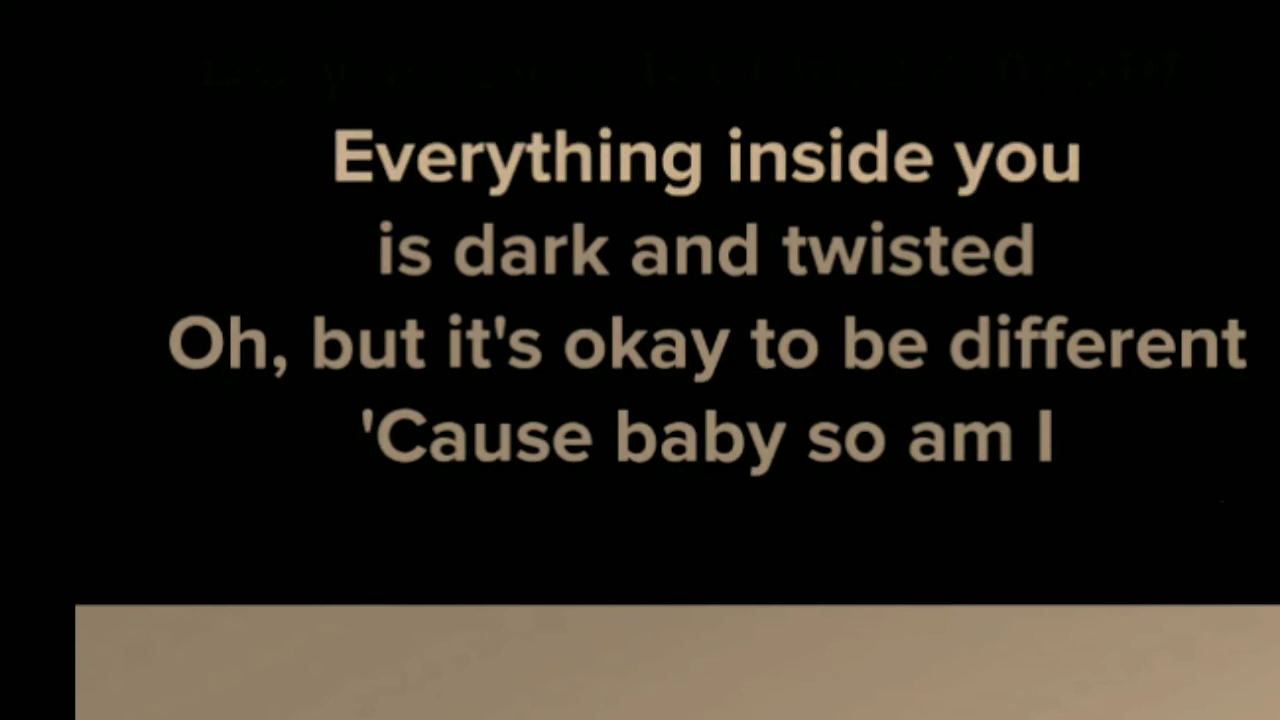 Everything inside you
is dark and twisted
Oh, but it's okay to be different
'Cause baby so am I